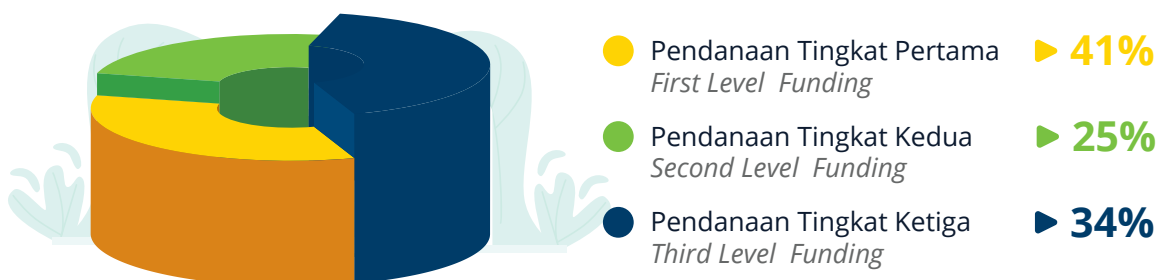 Pendanaan Tingkat Pertama
First Level Funding
41%
Pendanaan Tingkat Kedua
Second Level Funding
25%
Pendanaan Tingkat Ketiga
Third Level Funding
34%